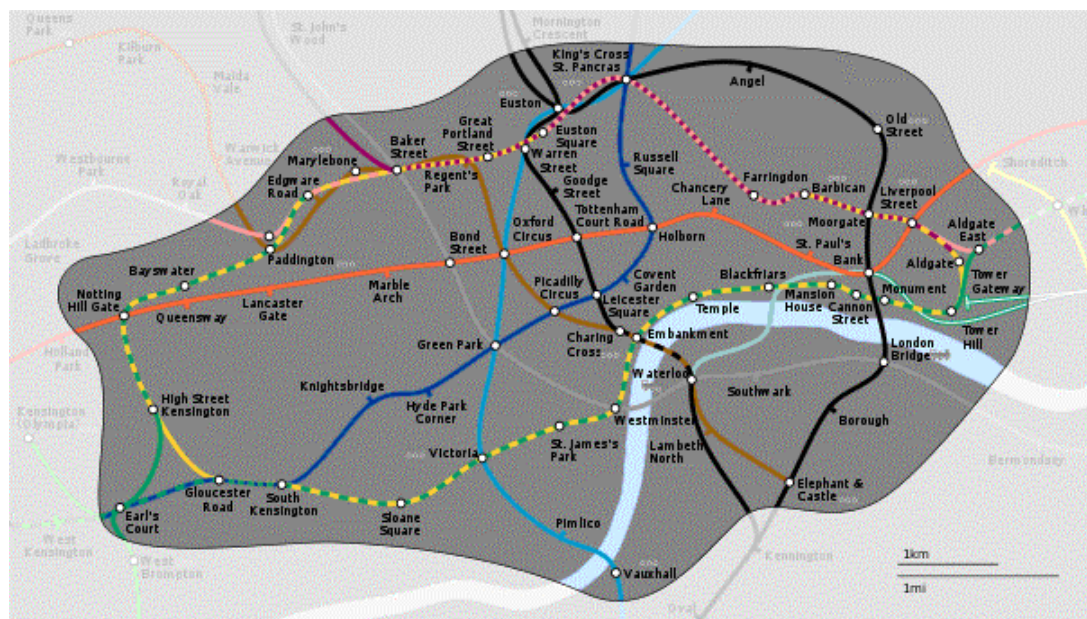 Queens
Park
Kilburn
Park
St. John's
Wood
Mornington
Crescent
Maida
Vale
King's Cross
St. Pancras
Angel
Euston
Old
Street
Great
Portland
Street
Euston
Square
Baker
Street
Warwick
Avenue
Marylebone
Warren
Street
Regent's
Park
Westbourne
Park
Royal
Oak
Edgware
Road
Goodge
Street
Russell
Square
Farringdon
Barbican
Shoreditch
Chancery
Lane
Liverpool
Street
Moorgate
Tottenham
Court Road
Oxford
Circus
Holborn
Aldgate
East
Bond
Street
St. Paul's
Bank
Ladbroke
Grove
Paddington
Aldgate
Bayswater
Marble
Arch
Covent
Garden
Blackfriars
Tower
Gateway
Notting
Hill Gate
Queensway
Lancaster
Gate
Picadilly
Circus
Leicester
Square
Temple
Mansion
House
Cannon
Street
Monument
Tower
Hill
Holland
Park
Green Park
Charing
Cross
Embankment
London
Bridge
Waterloo
Knightsbridge
Hyde Park
Corner
Southwark
High Street
Kensington
Kensington
(Olympia)
Westminster
Borough
St. James's
Park
Lambeth
North
Victoria
Bermondsey
Gloucester
Road
South
Kensington
Elephant &
Castle
Earl's
Court
Sloane
Square
Pimlico
West
Kensington
West
Brompton
Kennington
1km
Vauxhall
1mi
Oval